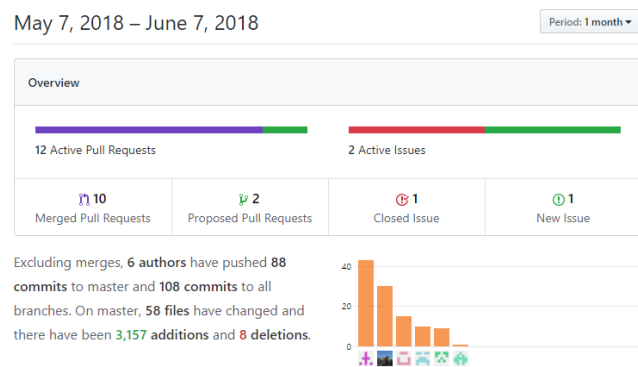 May 7, 2018 – June 7, 2018
Period: 1 month
Overview
12 Active Pull Requests
2 Active Issues
10
Merged Pull Requests
2
Proposed Pull Requests
1
Closed Issue
1
New Issue
Excluding merges, 6 authors have pushed 88
commits to master and 108 commits to all
branches. On master, 58 files have changed and
there have been 3,157 additions and 8 deletions.
40
20
0